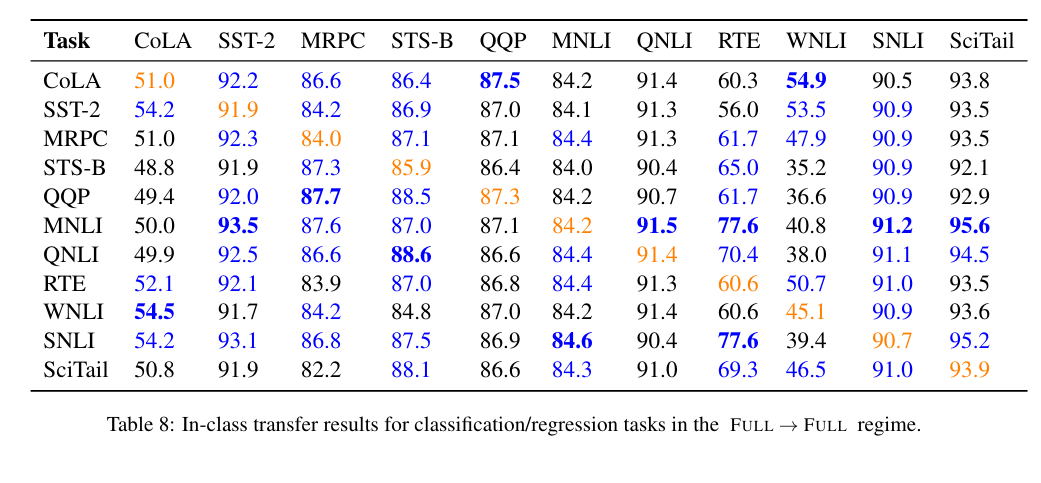 Task CoLA SST-2 MRPC STS-B QQP MNLI QNLI RTE WNLI SNLI SciTail
CoLA 51.0 92.2 86.6 86.4 87.5 84.2 91.4 60.3 54.9 90.5 93.8
SST-2 54.2 91.9 84.2 86.9 87.0 84.1 91.3 56.0 53.5 90.9 93.5
MRPC 51.0 92.3 84.0 87.1 87.1 84.4 91.3 61.7 47.9 90.9 93.5
STS-B 48.8 91.9 87.3 85.9 86.4 84.0 90.4 65.0 35.2 90.9 92.1
QQP 49.4 92.0 87.7 88.5 87.3 84.2 90.7 61.7 36.6 90.9 92.9
MNLI 50.0 93.5 87.6 87.0 87.1 84.2 91.5 77.6 40.8 91.2 95.6
QNLI 49.9 92.5 86.6 88.6 86.6 84.4 91.4 70.4 38.0 91.1 94.5
RTE 52.1 92.1 83.9 87.0 86.8 84.4 91.3 60.6 50.7 91.0 93.5
WNLI 54.5 91.7 84.2 84.8 87.0 84.2 91.4 60.6 45.1 90.9 93.6
SNLI 54.2 93.1 86.8 87.5 86.9 84.6 90.4 77.6 39.4 90.7 95.2
SciTail 50.8 91.9 82.2 88.1 86.6 84.3 91.0 69.3 46.5 91.0 93.9
Table 8: In-class transfer results for classification/regression tasks in the FULL → FULL regime.